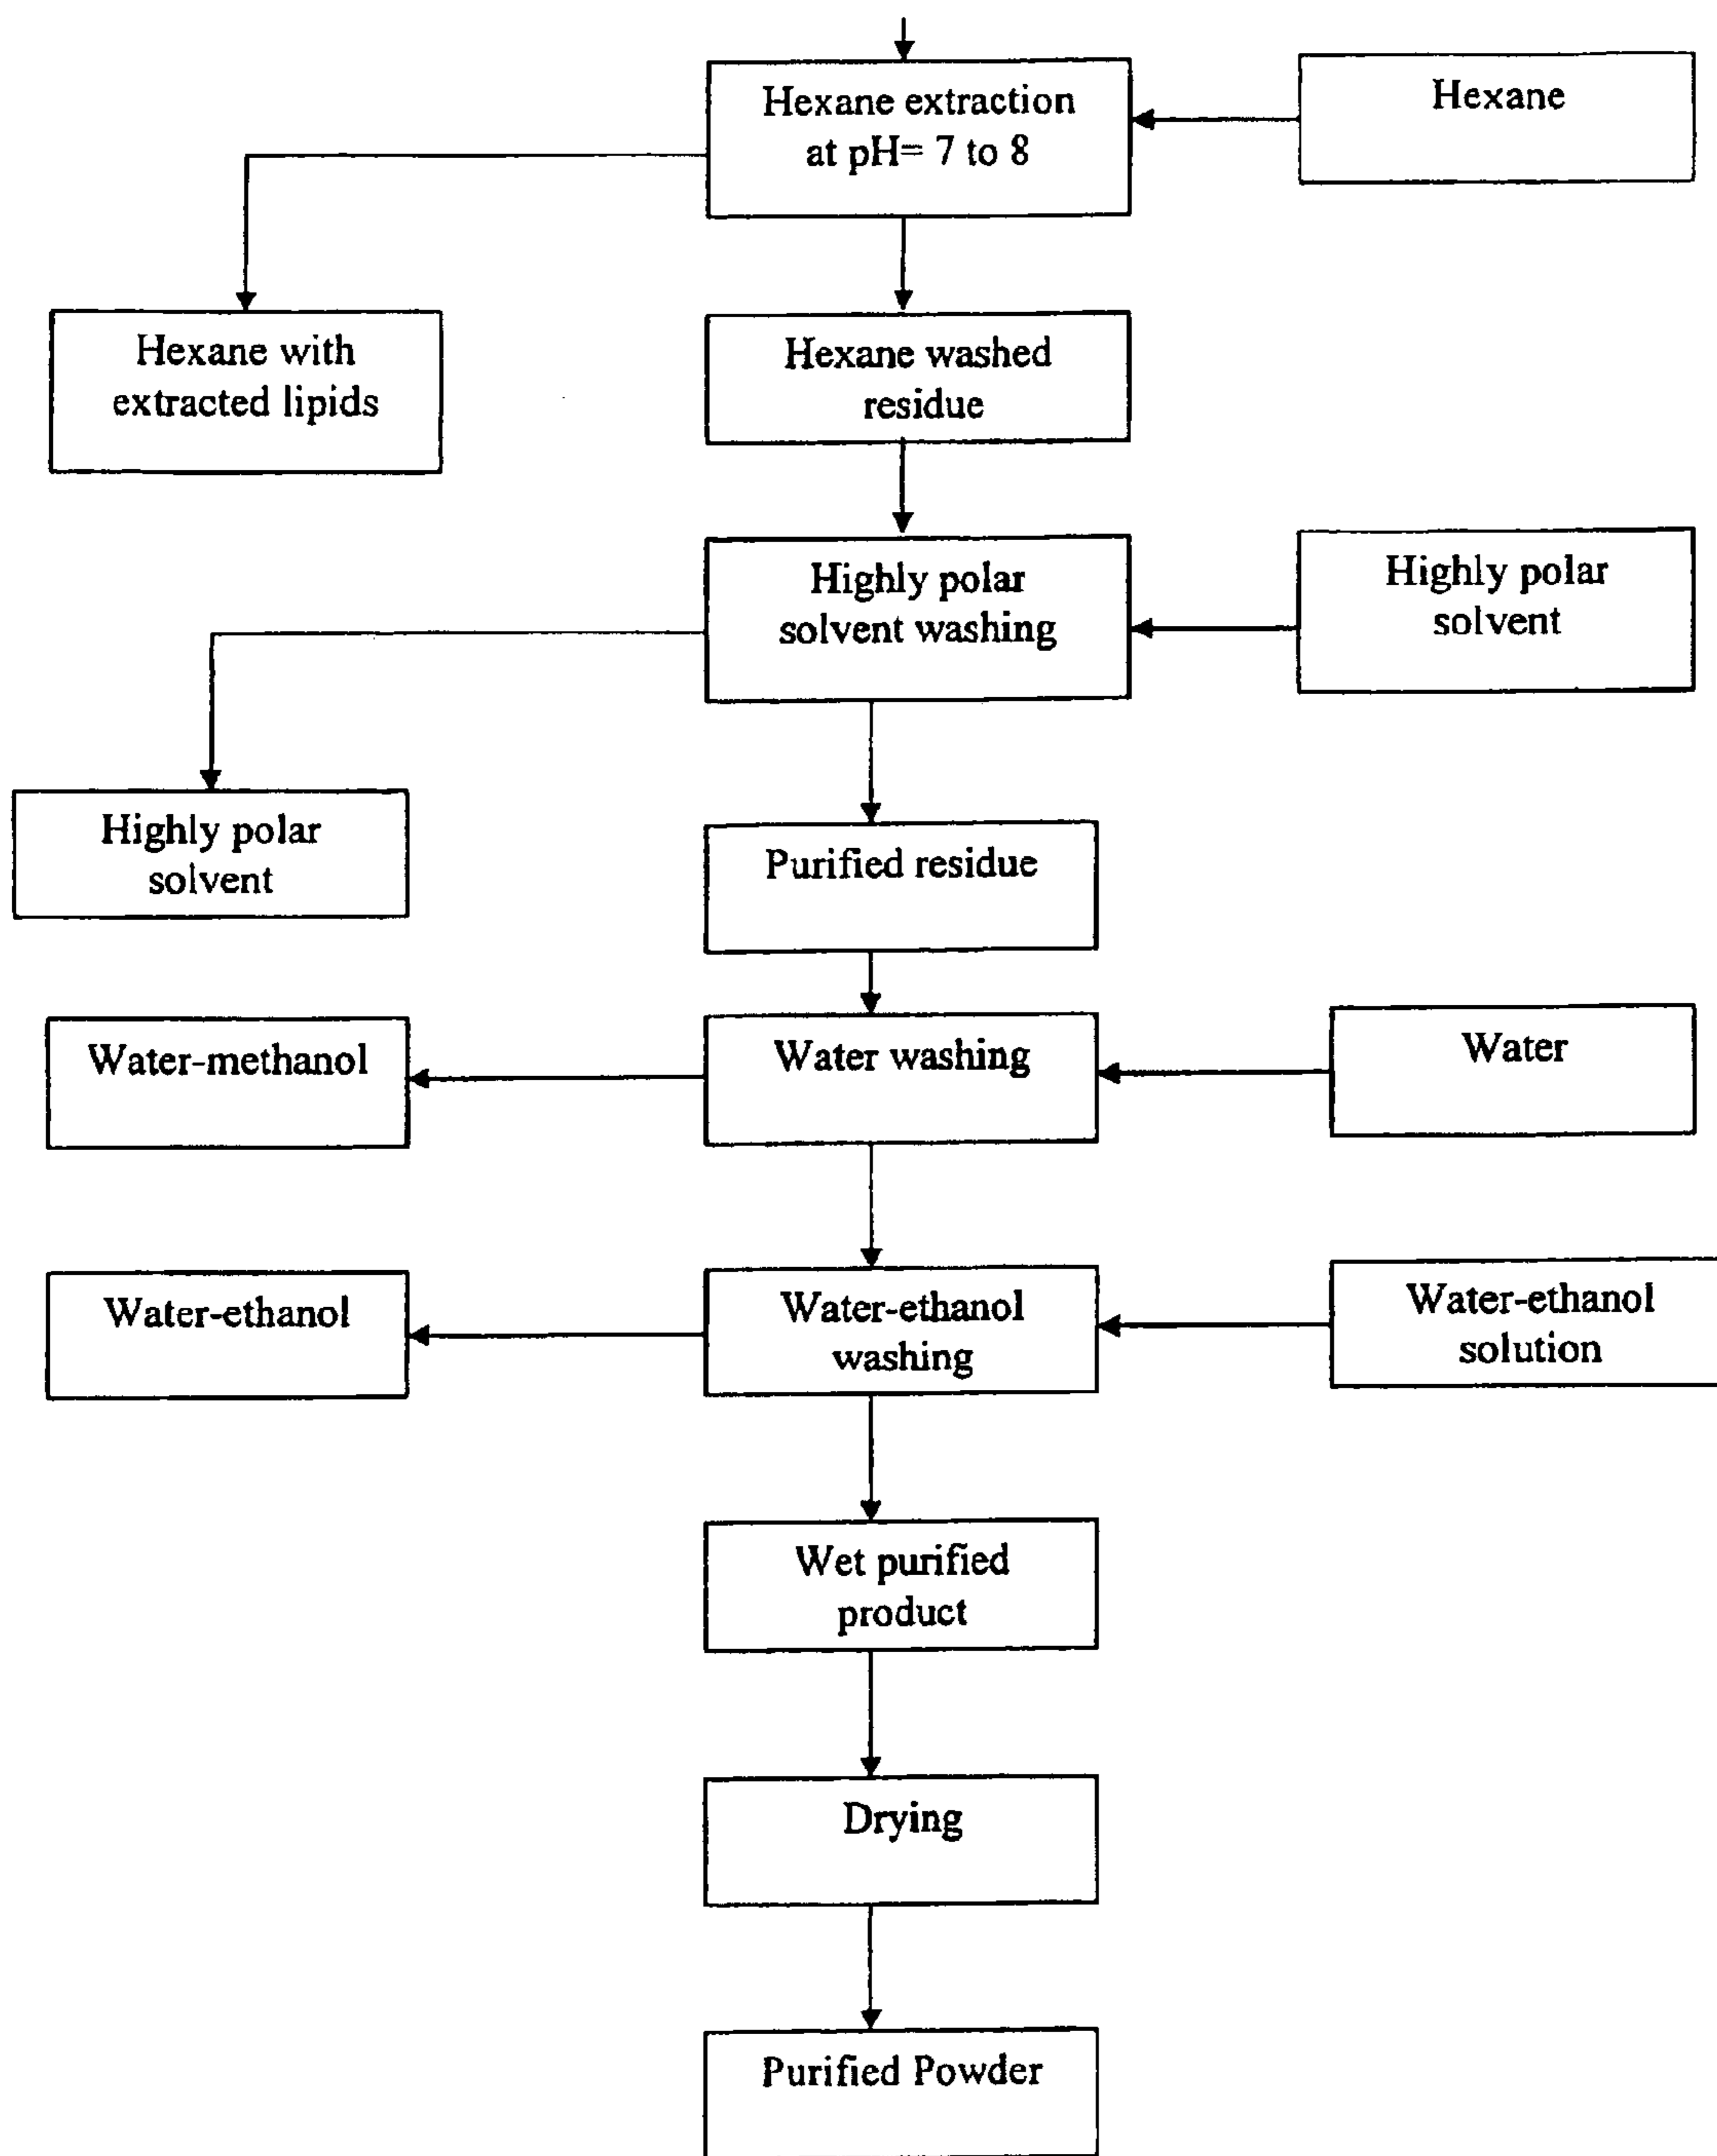 Hexane extraction
at pH= 7 to 8
Hexane
Hexane with
extracted lipids
Hexane washed
residue
Highly polar
solvent washing
Highly polar
solvent
Highly polar
solvent
Purified residue
Water-methanol
Water washing
Water
Water-ethanol
Water-ethanol
washing
Water-ethanol
solution
Wet purified
product
Drying
Purified Powder